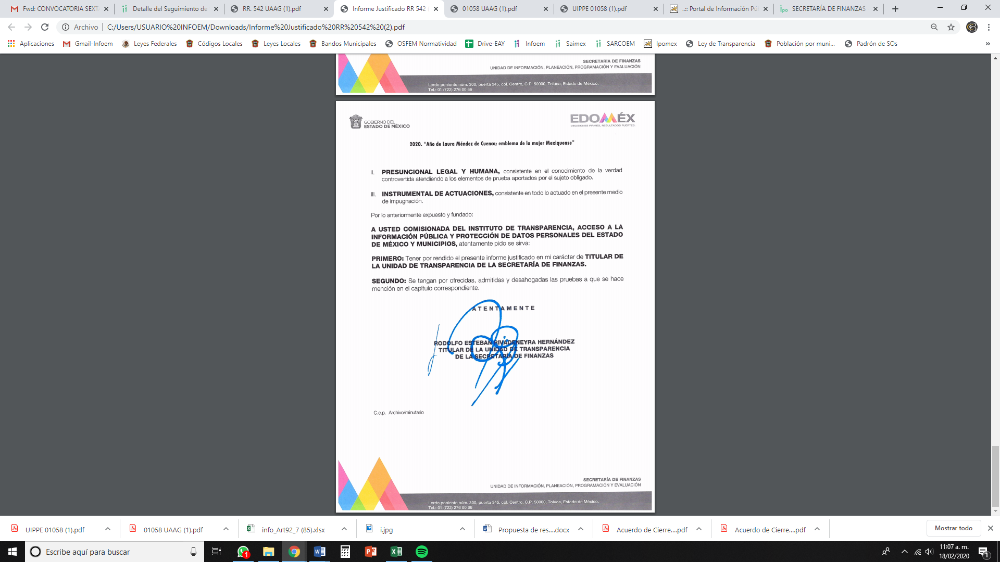 Fwd: CONVOCATORIA SEXT
Detalle del Seguimiento de
RR. 542 UAAG (1).pdf
Informe Justificado RR 542
01058 UAAG (1).pdf
UIPPE 01058 (1).pdf
..:: Portal de Información Púl
SECRETARÍA DE FINANZAS
Archivo
C:/Users/USUARIO%20INFOEM/Downloads/Informe%20Justificado%20RR%20542%20(2).pdf
Aplicaciones
Gmail-Infoem
Leyes Federales
Códigos Locales
Leyes Locales
Bandos Municipales
OSFEM Normatividad
Drive-EAY
Infoem
Saimex
SARCOEM
Ipomex
Ley de Transparencia
Población por muni...
Padrón de SOs
SECRETARÍA DE FINANZAS
UNIDAD DE INFORMACIÓN, PLANEACIÓN, PROGRAMACIÓN Y EVALUACIÓN
Lerdo poniente núm. 300, puerta 345, col. Centro, C.P. 50000, Toluca, Estado de México.
Tel.: 01 (722) 276 00 66
GOBIERNO DEL
ESTADO DE MÉXICO
EDOMÉX
DECISIONES FIRMES, RESULTADOS FUERTES.
2020. “Año de Laura Méndez de Cuenca; emblema de la mujer Mexiquense”
II. PRESUNCIONAL LEGAL Y HUMANA, consistente en el conocimiento de la verdad
controvertida atendiendo a los elementos de prueba aportados por el sujeto obligado.
III. INSTRUMENTAL DE ACTUACIONES, consistente en todo lo actuado en el presente medio
de impugnación.
Por lo anteriormente expuesto y fundado:
A USTED COMISIONADA DEL INSTITUTO DE TRANSPARENCIA, ACCESO A LA
INFORMACIÓN PÚBLICA Y PROTECCIÓN DE DATOS PERSONALES DEL ESTADO
DE MÉXICO Y MUNICIPIOS, atentamente pido se sirva:
PRIMERO: Tener por rendido el presente informe justificado en mi carácter de TITULAR DE
LA UNIDAD DE TRANSPARENCIA DE LA SECRETARÍA DE FINANZAS.
SEGUNDO: Se tengan por ofrecidas, admitidas y desahogadas las pruebas a que se hace
mención en el capítulo correspondiente.
A T E N T A M E N T E
RODOLFO ESTEBAN RIVADENEYRA HERNÁNDEZ
TITULAR DE LA UNIDAD DE TRANSPARENCIA
DE LA SECRETARÍA DE FINANZAS
C.c.p. Archivo/minutario
SECRETARÍA DE FINANZAS
UNIDAD DE INFORMACIÓN, PLANEACIÓN, PROGRAMACIÓN Y EVALUACIÓN
Lerdo poniente núm. 300, puerta 345, col. Centro, C.P. 50000, Toluca, Estado de México.
Tel.: 01 (722) 276 00 66
UIPPE 01058 (1).pdf
01058 UAAG (1).pdf
info_Art92_7 (85).xlsx
i.jpg
Propuesta de res....docx
Acuerdo de Cierre....pdf
Acuerdo de Cierre....pdf
Mostrar todo
Escribe aquí para buscar
1
11:07 a. m.
18/02/2020
1